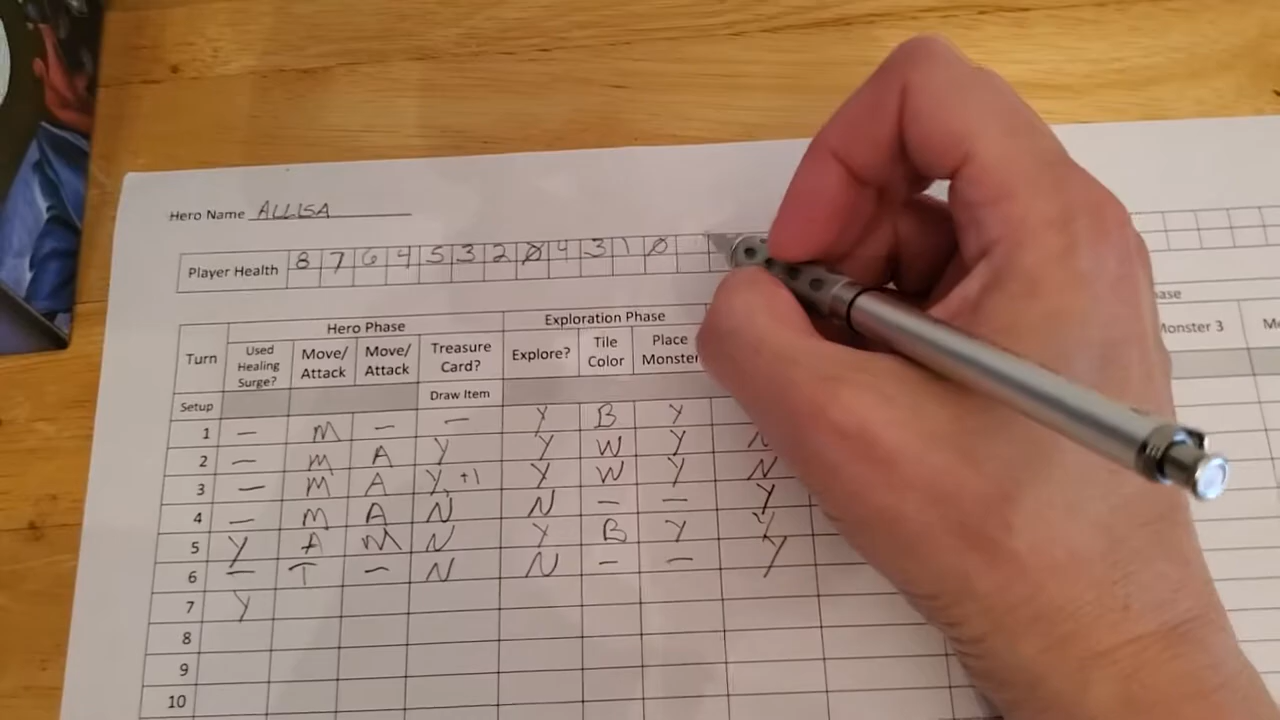 Hero Name ALLISA
Player Health 8 7 6 4 5 3 2 0 4 3 1 0
Hero Phase Exploration Phase
Turn Used Healing Surge? Move/ Attack Move/ Attack Treasure Card? Explore? Tile Color Place Monster Monster 3
Setup Draw Item
1 — M — — Y B Y
2 — M A Y Y W Y N
3 — M A Y +1 Y W Y N
4 — M A N N — — Y
5 Y A M N Y B Y Y
6 — T — N N — — Y
7 Y
8
9
10